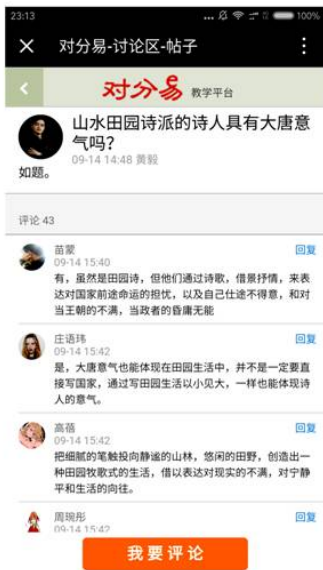 23:13
... 100%
× 对分易-讨论区-帖子
对分易 教学平台
山水田园诗派的诗人具有大唐意
气吗?
09-14 14:48 黄毅
如题。
评论 43
苗蒙 回复
09-14 15:40
有，虽然是田园诗，但他们通过诗歌，借景抒情，来表
达对国家前途命运的担忧，以及自己仕途不得意，和对
当王朝的不满，当政者的昏庸无能
庄语玮 回复
09-14 15:42
是，大唐意气也能体现在田园生活中，并不是一定要直
接写国家，通过写田园生活以小见大，一样也能体现诗
人的意气。
高蓓 回复
09-14 15:42
把细腻的笔触投向静谧的山林，悠闲的田野，创造出一
种田园牧歌式的生活，借以表达对现实的不满，对宁静
平和生活的向往。
周琬彤 回复
09-14 15:42
我要评论